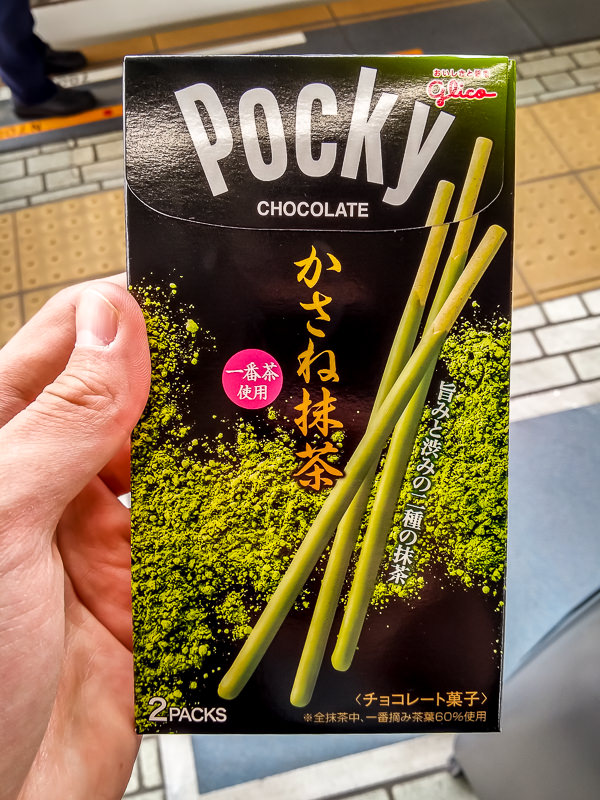 おいしさと健康
Glico
Pocky
CHOCOLATE
かさね抹茶
一番茶
使用
旨みと渋みの二種の抹茶
〈チョコレート菓子〉
2PACKS
※全抹茶中、一番摘み茶葉60%使用